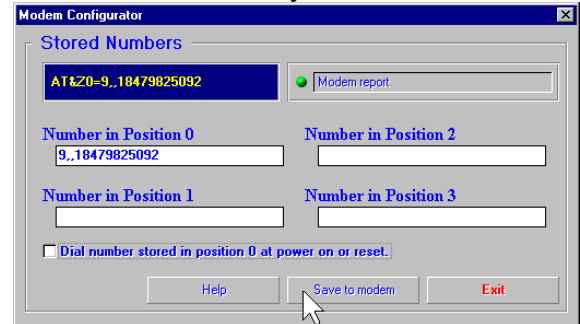 Modem Configurator
Stored Numbers
AT&Z0=9,,18479825092
Modem report
Number in Position 0
Number in Position 2
9,,18479825092
Number in Position 1
Number in Position 3
Dial number stored in position 0 at power on or reset.
Help
Save to modem
Exit